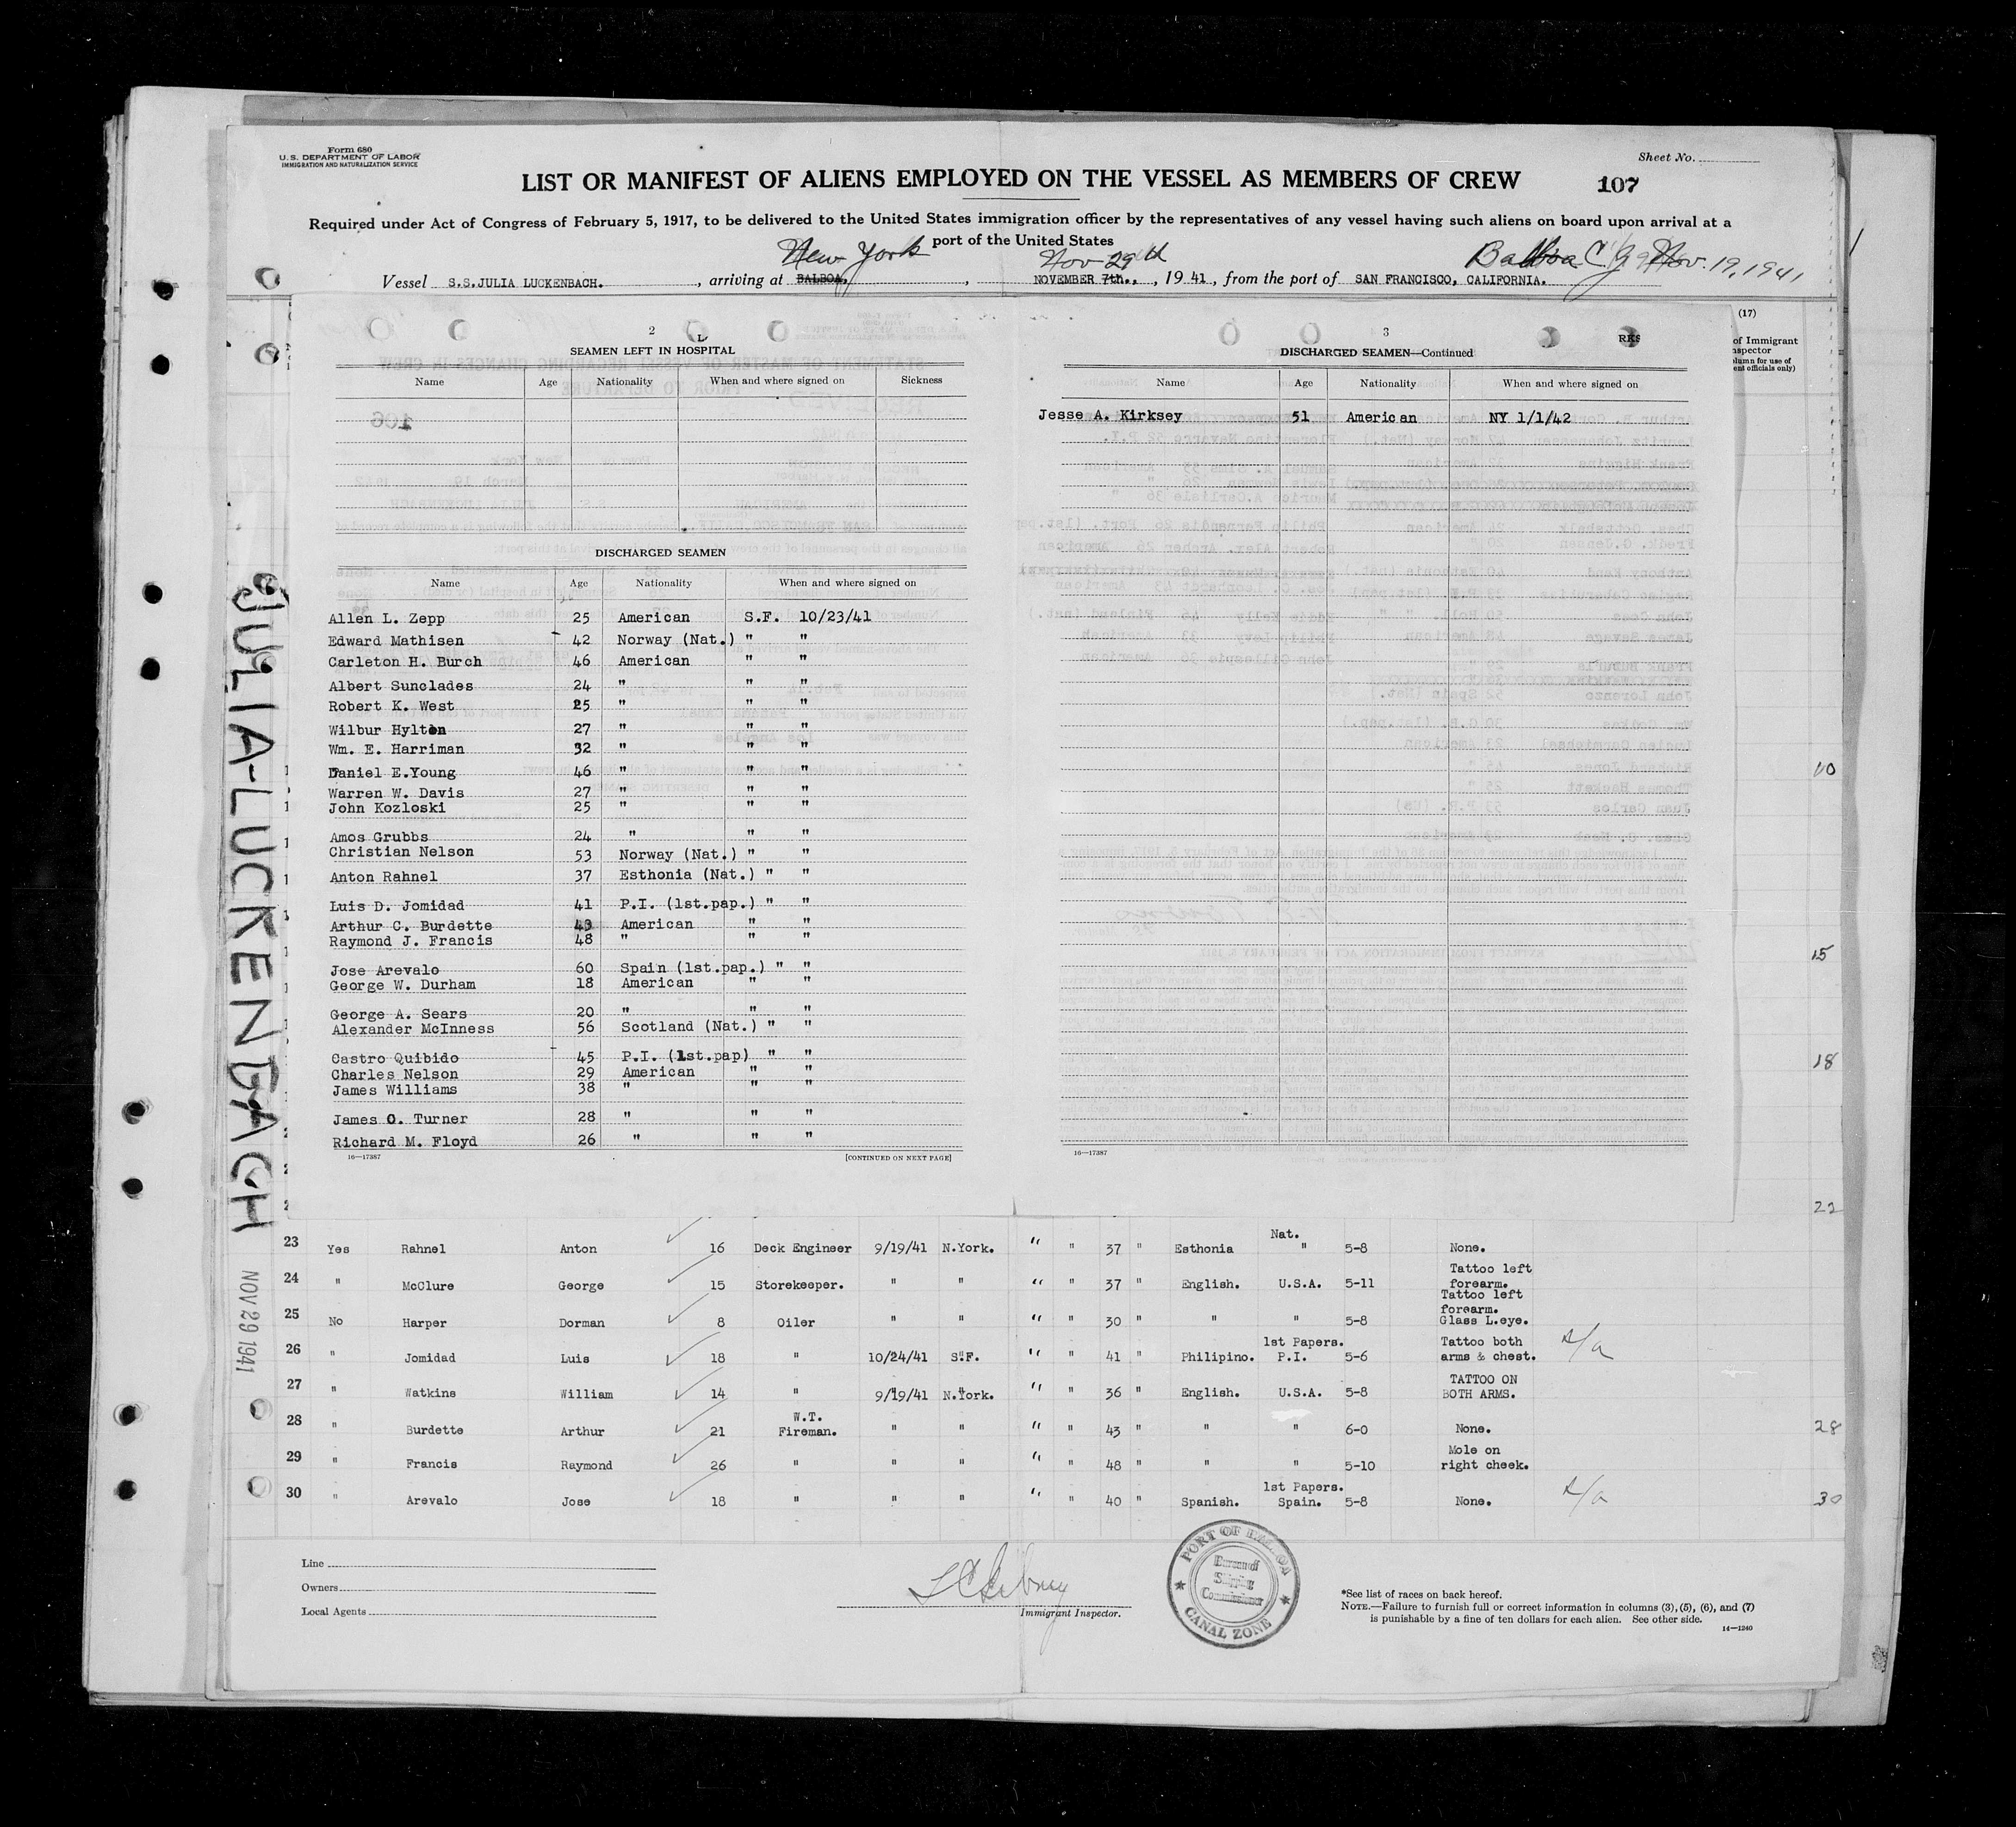 Form 680
U.S. DEPARTMENT OF LABOR
IMMIGRATION AND NATURALIZATION SERVICE
Sheet No.
LIST OR MANIFEST OF ALIENS EMPLOYED ON THE VESSEL AS MEMBERS OF CREW 107
Required under Act of Congress of February 5, 1917, to be delivered to the United States immigration officer by the representatives of any vessel having such aliens on board upon arrival at a
port of the United States
New York Nov 29th Balboa C Z Nov. 19, 1941
Vessel S.S.JULIA LUCKENBACH. , arriving at BALBOA, , NOVEMBER 7th., , 19 41 , from the port of SAN FRANCISCO, CALIFORNIA.
(17)
of Immigrant
spector
lumn for use of
ent officials only)
2
SEAMEN LEFT IN HOSPITAL
Name Age Nationality When and where signed on Sickness
106
DISCHARGED SEAMEN
Name Age Nationality When and where signed on
Allen L. Zepp 25 American S.F. 10/23/41
Edward Mathisen 42 Norway (Nat.) " "
Carleton H. Burch 46 American " "
Albert Sunclades 24 " " "
Robert K. West 25 " " "
Wilbur Hylton 27 " " "
Wm. E. Harriman 32 " " "
Daniel E.Young 46 " " "
Warren W. Davis 27 " " "
John Kozloski 25 " " "
Amos Grubbs 24 " " "
Christian Nelson 53 Norway (Nat.) " "
Anton Rahnel 37 Esthonia (Nat.) " "
Luis D. Jomidad 41 P.I. (1st.pap.) " "
Arthur C. Burdette 43 American " "
Raymond J. Francis 48 " " "
Jose Arevalo 60 Spain (1st.pap.) " "
George W. Durham 18 American " "
George A. Sears 20 " " "
Alexander McInness 56 Scotland (Nat.) " "
Castro Quibido 45 P.I. (1st.pap) " "
Charles Nelson 29 American " "
James Williams 38 " " "
James O. Turner 28 " " "
Richard M. Floyd 26 " " "
16—17387 [CONTINUED ON NEXT PAGE]
3 RKS
DISCHARGED SEAMEN—Continued
Name Age Nationality When and where signed on
Jesse A. Kirksey 51 American NY 1/1/42
16—17387
10
15
18
22
JULIA-LUCKENBACH
NOV 29 1941
23 Yes Rahnel Anton 16 Deck Engineer 9/19/41 N.York. " " 37 " Esthonia Nat. " 5-8 None.
24 " McClure George 15 Storekeeper. " " " " 37 " English. U.S.A. 5-11 Tattoo left forearm.
25 No Harper Dorman 8 Oiler " " " " 30 " " " 5-8 Tattoo left forearm. Glass L.eye.
26 " Jomidad Luis 18 " 10/24/41 S.F. " " 41 " Philipino. 1st Papers. P.I. 5-6 Tattoo both arms & chest.
27 " Watkins William 14 " 9/19/41 N.York. " " 36 " English. U.S.A. 5-8 TATTOO ON BOTH ARMS.
28 " Burdette Arthur 21 W.T. Fireman. " " " " 43 " " " 6-0 None. 28
29 " Francis Raymond 26 " " " " " 48 " " " 5-10 Mole on right cheek.
30 " Arevalo Jose 18 " " " " " 40 " Spanish. 1st Papers. Spain. 5-8 None. 30
Line
Owners
Local Agents
Immigrant Inspector.
PORT OF BALBOA
Bureau of
Shipping
Commissioner
CANAL ZONE
*See list of races on back hereof.
NOTE.—Failure to furnish full or correct information in columns (3), (5), (6), and (7)
is punishable by a fine of ten dollars for each alien. See other side.
14—1240